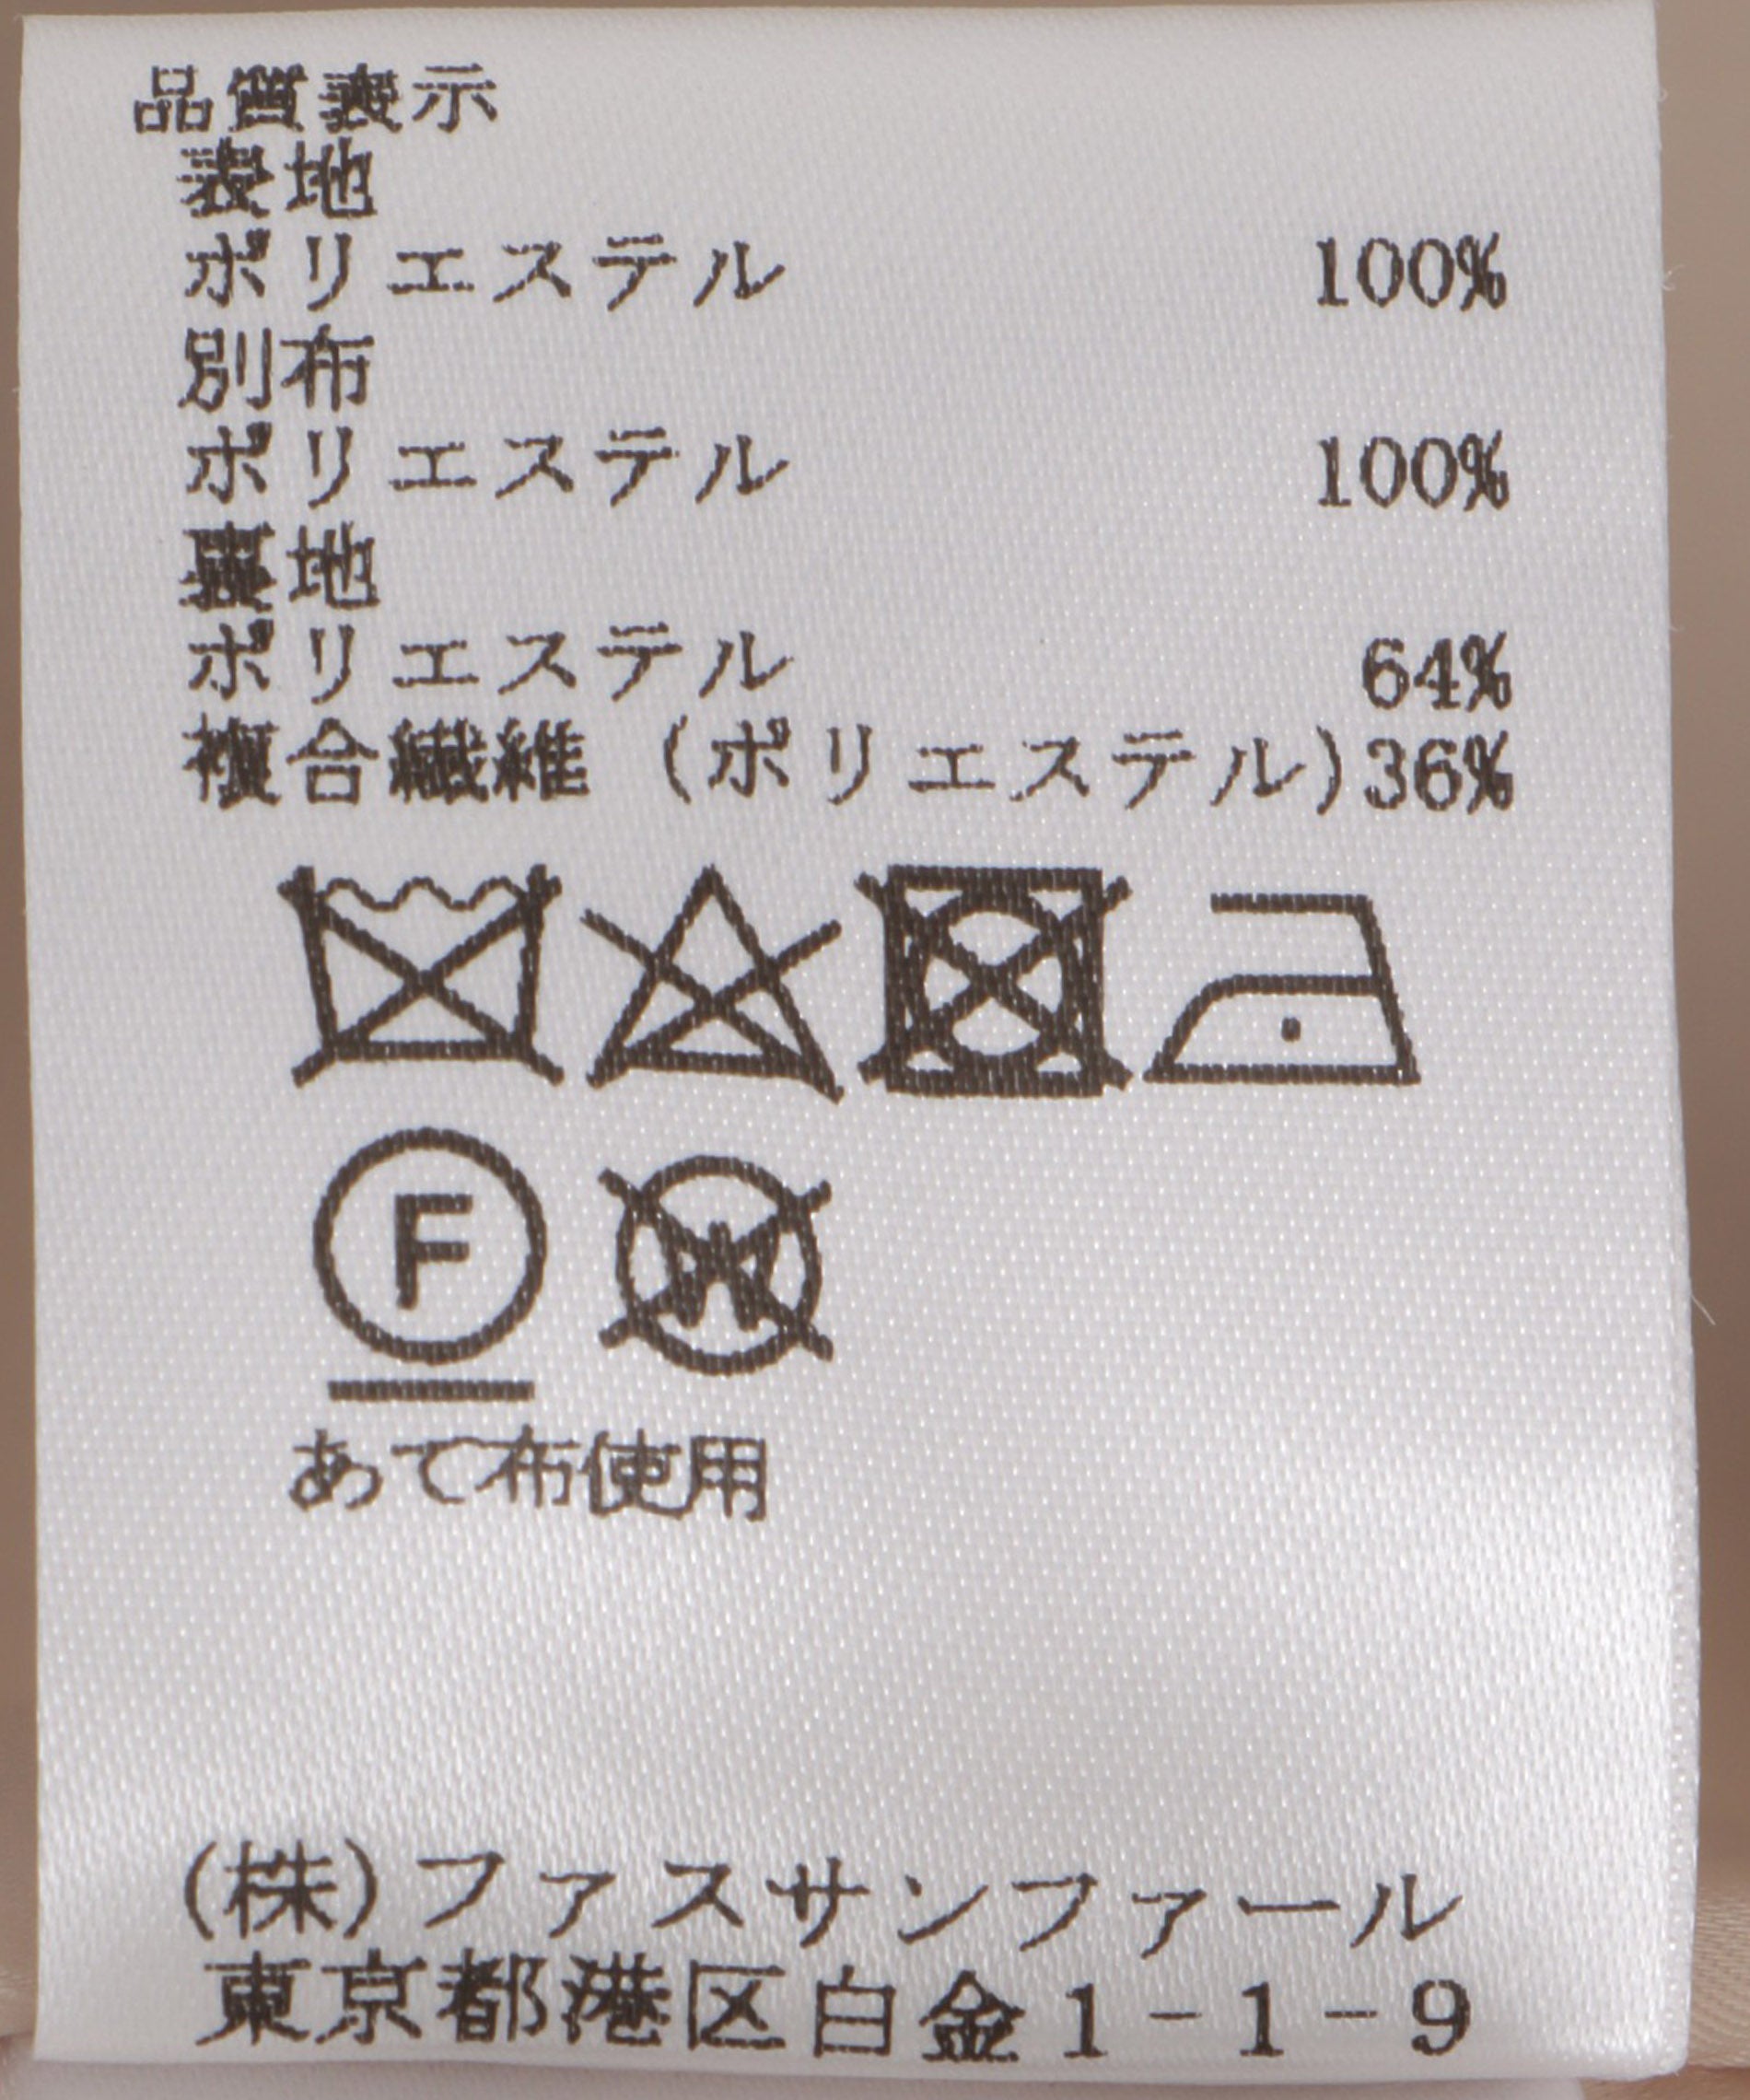 品質表示
表地
ポリエステル 100%
別布
ポリエステル 100%
裏地
ポリエステル 64%
複合繊維 (ポリエステル)36%
F W
あて布使用
(株)ファスサンファール
東京都港区白金1-1-9